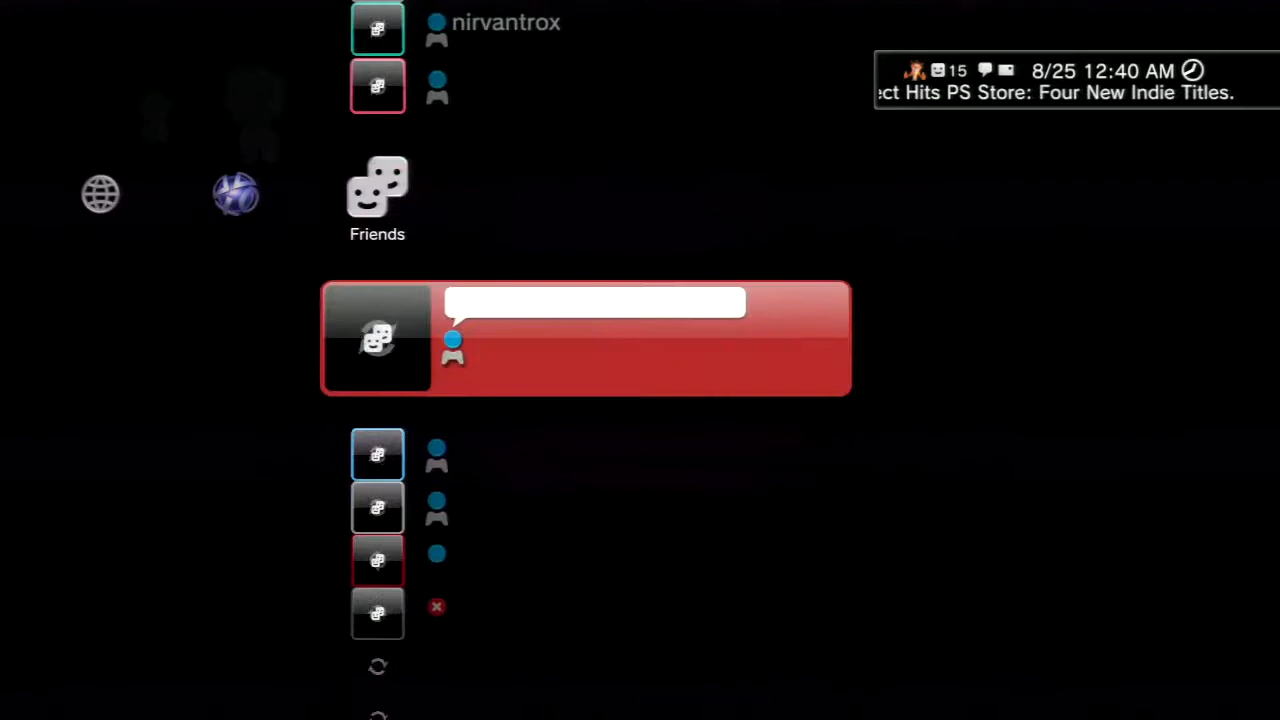 nirvantrox
15 8/25 12:40 AM
ect Hits PS Store: Four New Indie Titles.
Friends